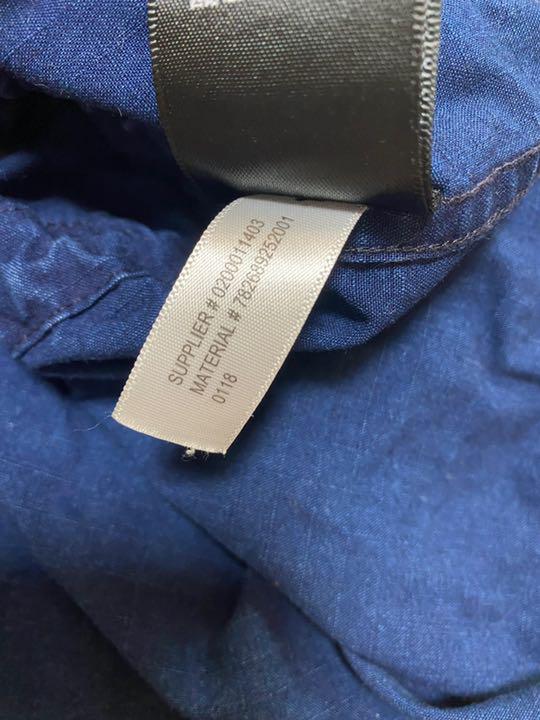 SUPPLIER # 0200011403
MATERIAL # 782689252001
0118